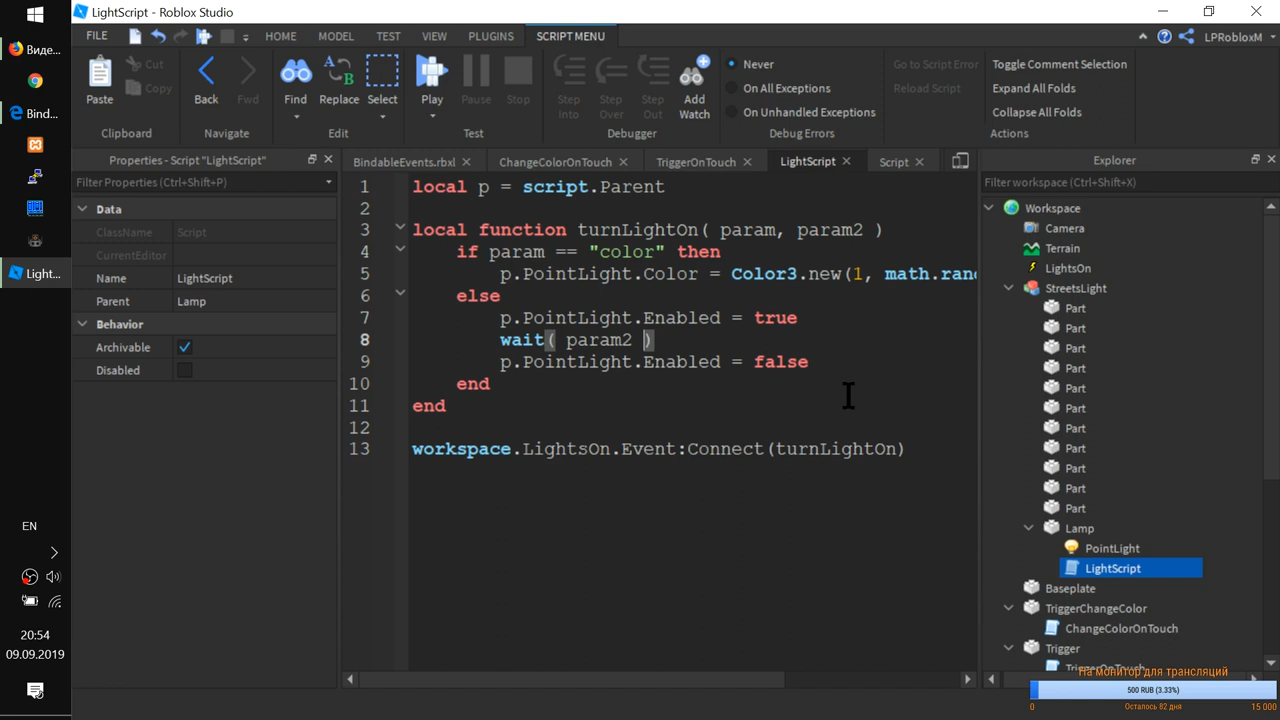 LightScript - Roblox Studio
FILE
HOME
MODEL
TEST
VIEW
PLUGINS
SCRIPT MENU
LPRobloxM
Paste
Cut
Copy
Clipboard
Back
Fwd
Navigate
Find
Replace
Select
Edit
Play
Pause
Stop
Test
Step Into
Step Over
Step Out
Add Watch
Debugger
Never
On All Exceptions
On Unhandled Exceptions
Debug Errors
Go to Script Error
Reload Script
Toggle Comment Selection
Expand All Folds
Collapse All Folds
Actions
Виде...
Bind...
Light...
EN
20:54
09.09.2019
Properties - Script "LightScript"
Filter Properties (Ctrl+Shift+P)
Data
ClassName Script
CurrentEditor
Name LightScript
Parent Lamp
Behavior
Archivable
Disabled
BindableEvents.rbxl
ChangeColorOnTouch
TriggerOnTouch
LightScript
Script
1 local p = script.Parent
2
3 local function turnLightOn( param, param2 )
4 if param == "color" then
5 p.PointLight.Color = Color3.new(1, math.rand
6 else
7 p.PointLight.Enabled = true
8 wait( param2 )
9 p.PointLight.Enabled = false
10 end
11 end
12
13 workspace.LightsOn.Event:Connect(turnLightOn)
Explorer
Filter workspace (Ctrl+Shift+X)
Workspace
Camera
Terrain
LightsOn
StreetsLight
Part
Part
Part
Part
Part
Part
Part
Part
Part
Part
Part
Lamp
PointLight
LightScript
Baseplate
TriggerChangeColor
ChangeColorOnTouch
Trigger
TriggerOnTouch
На монитор для трансляций
500 RUB (3.33%)
0 Осталось 82 дня 15 000